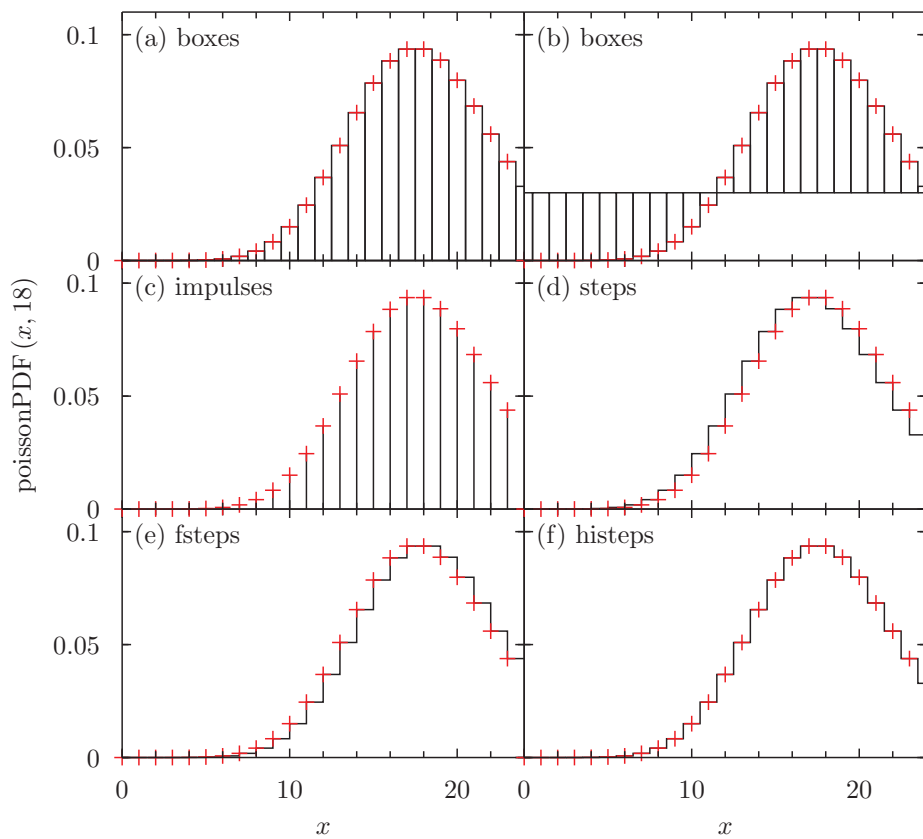 0.1
(a) boxes
(b) boxes
0.05
0
0.1
(c) impulses
(d) steps
poissonPDF (x, 18)
0.05
0
0.1
(e) fsteps
(f) histeps
0.05
0
0 10 20 0 10 20
x x